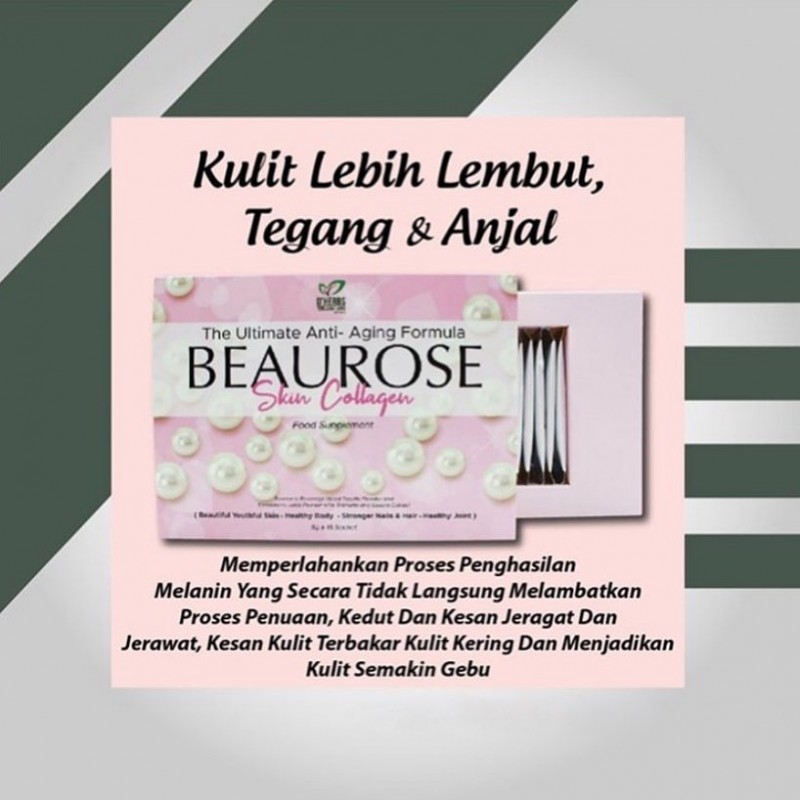 Kulit Lebih Lembut,
Tegang & Anjal
D'HERBS
The Ultimate Anti- Aging Formula
BEAUROSE
Skin Collagen
Food Supplement
( Beautiful Youthful Skin - Healthy Body - Stronger Nails & Hair - Healthy Joint )
Memperlahankan Proses Penghasilan
Melanin Yang Secara Tidak Langsung Melambatkan
Proses Penuaan, Kedut Dan Kesan Jeragat Dan
Jerawat, Kesan Kulit Terbakar Kulit Kering Dan Menjadikan
Kulit Semakin Gebu